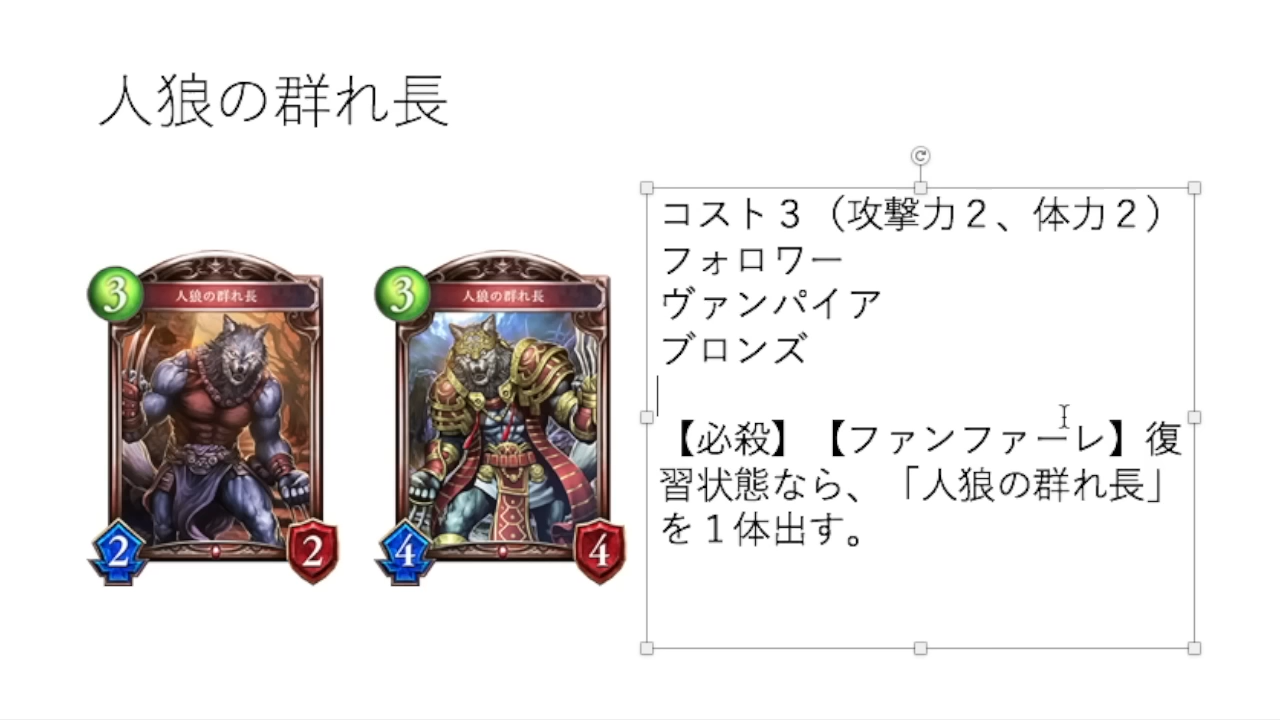 人狼の群れ長
3
人狼の群れ長
2
2
3
人狼の群れ長
4
4
コスト３（攻撃力２、体力２）
フォロワー
ヴァンパイア
ブロンズ
【必殺】【ファンファーレ】復
習状態なら、「人狼の群れ長」
を１体出す。